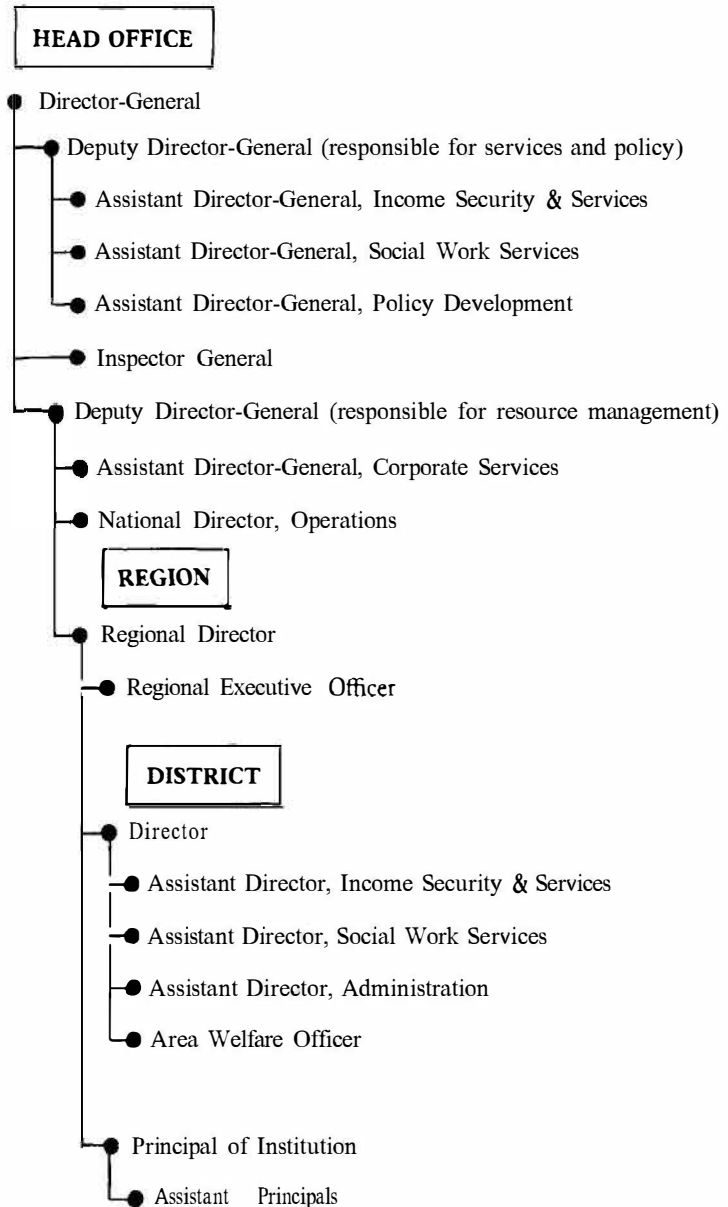 HEAD OFFICE
Director-General
Deputy Director-General (responsible for services and policy)
Assistant Director-General, Income Security & Services
Assistant Director-General, Social Work Services
Assistant Director-General, Policy Development
Inspector General
Deputy Director-General (responsible for resource management)
Assistant Director-General, Corporate Services
National Director, Operations
REGION
Regional Director
Regional Executive Officer
DISTRICT
Director
Assistant Director, Income Security & Services
Assistant Director, Social Work Services
Assistant Director, Administration
Area Welfare Officer
Principal of Institution
Assistant Principals